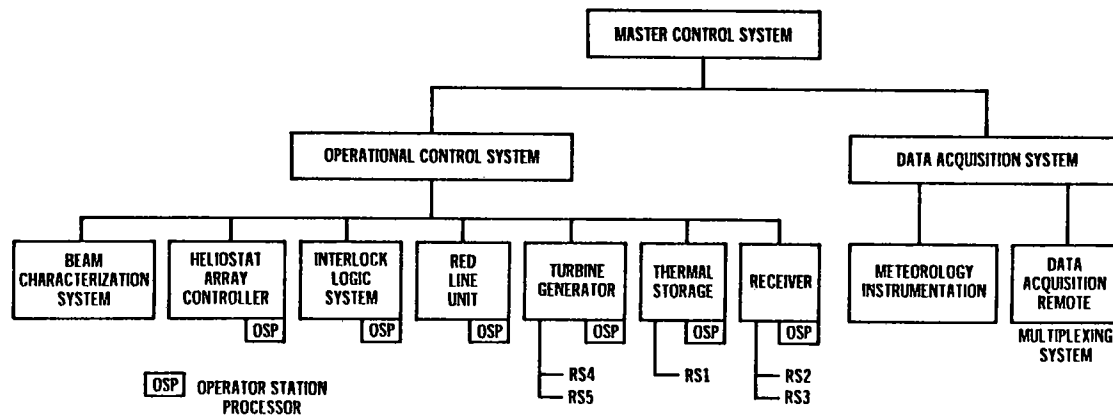 MASTER CONTROL SYSTEM
OPERATIONAL CONTROL SYSTEM
DATA ACQUISITION SYSTEM
BEAM
CHARACTERIZATION
SYSTEM
HELIOSTAT
ARRAY
CONTROLLER
OSP
INTERLOCK
LOGIC
SYSTEM
OSP
RED
LINE
UNIT
OSP
TURBINE
GENERATOR
OSP
RS4
RS5
THERMAL
STORAGE
OSP
RS1
RECEIVER
OSP
RS2
RS3
METEOROLOGY
INSTRUMENTATION
DATA
ACQUISITION
REMOTE
MULTIPLEXING
SYSTEM
OSP OPERATOR STATION
PROCESSOR